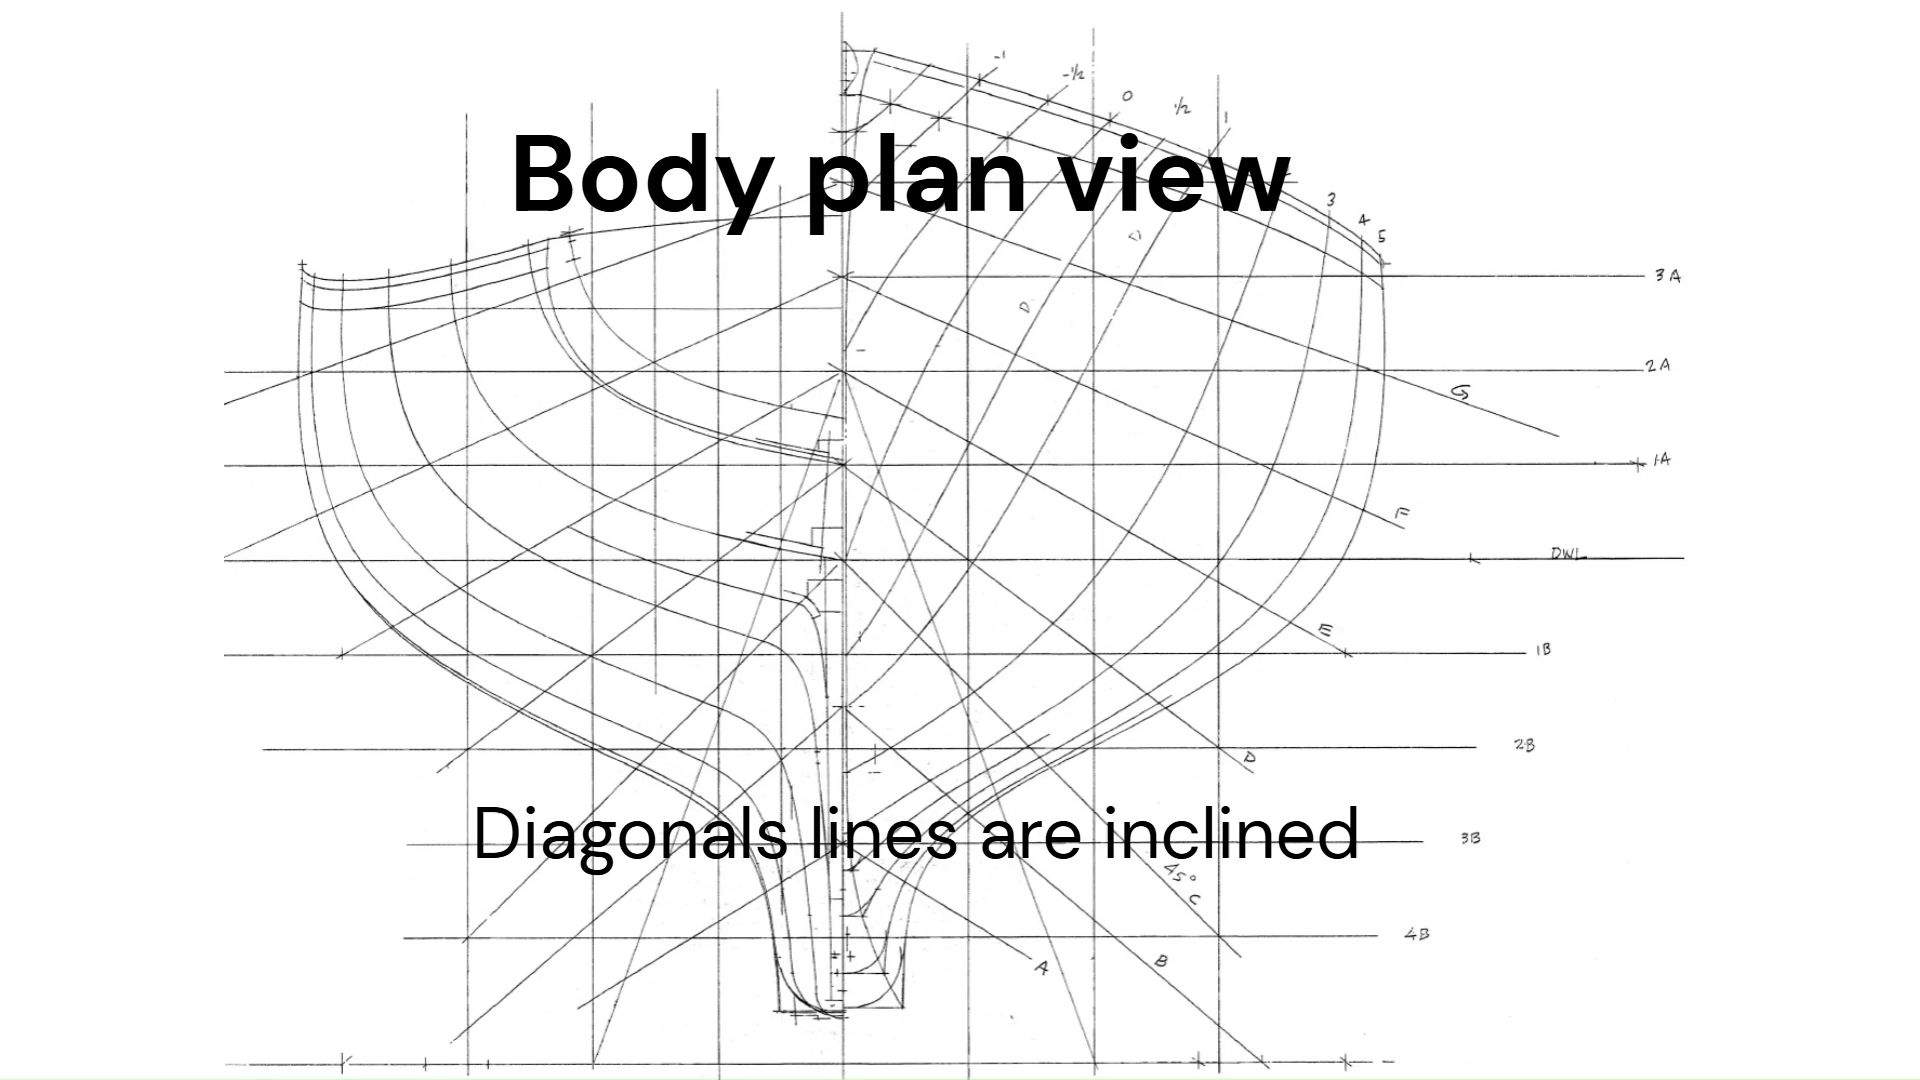 -1
-½
0
½
1
Body plan view
3
4
5
D
3A
D
2A
G
1A
F
DWL
E
1B
2B
D
Diagonals lines are inclined
3B
45°
C
4B
B
A